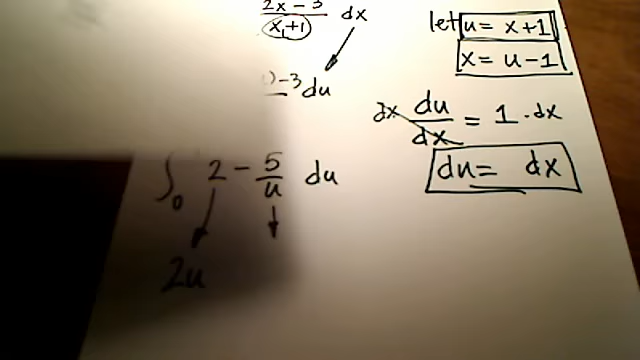 2x - 3 / x+1 dx
let u = x+1
x = u - 1
) - 3 du
dx du/dx = 1 · dx
du = dx
∫₀ 2 - 5/u du
2u